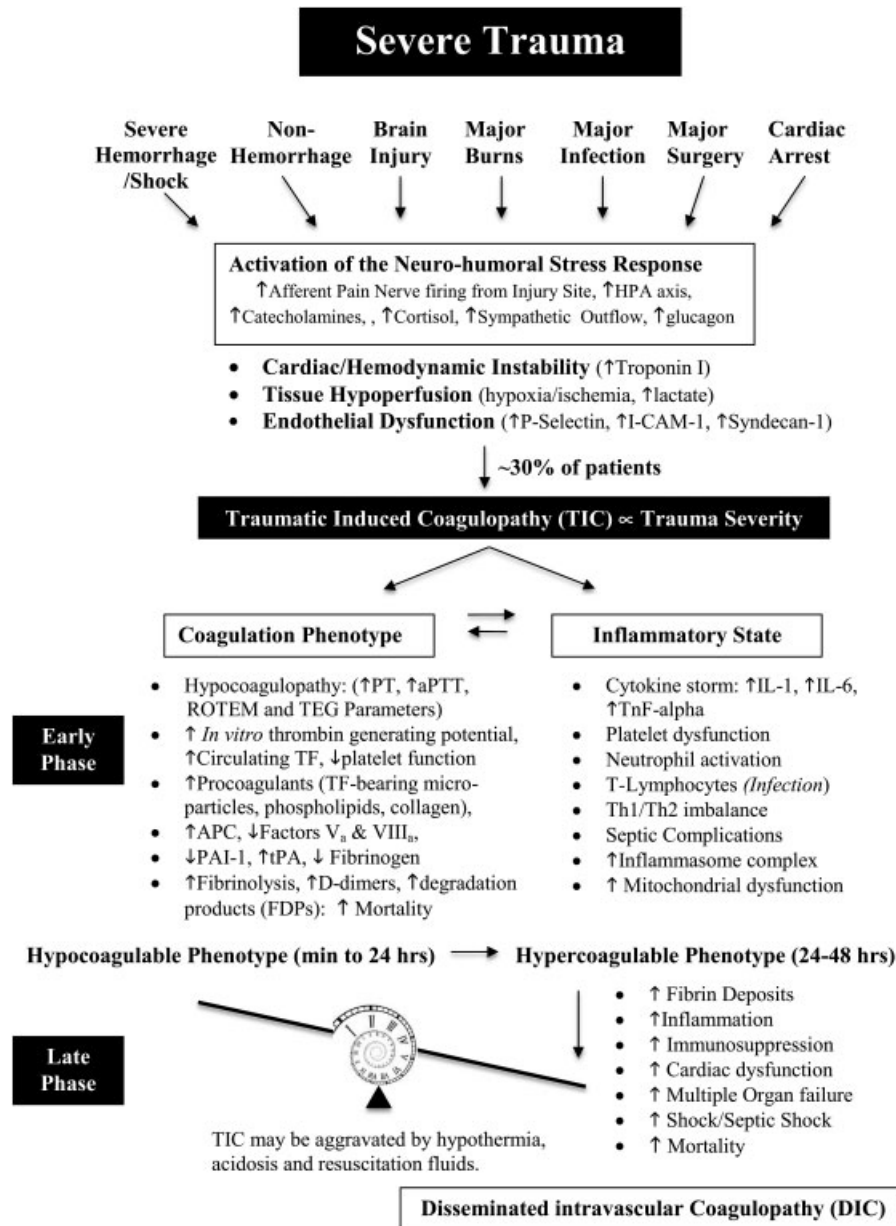 Severe Trauma
Severe
Hemorrhage
/Shock
Non-
Hemorrhage
Brain
Injury
Major
Burns
Major
Infection
Major
Surgery
Cardiac
Arrest
Activation of the Neuro-humoral Stress Response
↑Afferent Pain Nerve firing from Injury Site, ↑HPA axis,
↑Catecholamines, , ↑Cortisol, ↑Sympathetic Outflow, ↑glucagon
• Cardiac/Hemodynamic Instability (↑Troponin I)
• Tissue Hypoperfusion (hypoxia/ischemia, ↑lactate)
• Endothelial Dysfunction (↑P-Selectin, ↑I-CAM-1, ↑Syndecan-1)
~30% of patients
Traumatic Induced Coagulopathy (TIC) ∝ Trauma Severity
Coagulation Phenotype
Inflammatory State
Early
Phase
• Hypocoagulopathy: (↑PT, ↑aPTT,
ROTEM and TEG Parameters)
• ↑ In vitro thrombin generating potential,
↑Circulating TF, ↓platelet function
• ↑Procoagulants (TF-bearing micro-
particles, phospholipids, collagen),
• ↑APC, ↓Factors Va & VIIIa,
• ↓PAI-1, ↑tPA, ↓ Fibrinogen
• ↑Fibrinolysis, ↑D-dimers, ↑degradation
products (FDPs): ↑ Mortality
• Cytokine storm: ↑IL-1, ↑IL-6,
↑TnF-alpha
• Platelet dysfunction
• Neutrophil activation
• T-Lymphocytes (Infection)
• Th1/Th2 imbalance
• Septic Complications
• ↑Inflammasome complex
• ↑ Mitochondrial dysfunction
Hypocoagulable Phenotype (min to 24 hrs)
Hypercoagulable Phenotype (24-48 hrs)
Late
Phase
I II III IV V
• ↑ Fibrin Deposits
• ↑Inflammation
• ↑ Immunosuppression
• ↑ Cardiac dysfunction
• ↑ Multiple Organ failure
• ↑ Shock/Septic Shock
• ↑ Mortality
TIC may be aggravated by hypothermia,
acidosis and resuscitation fluids.
Disseminated intravascular Coagulopathy (DIC)